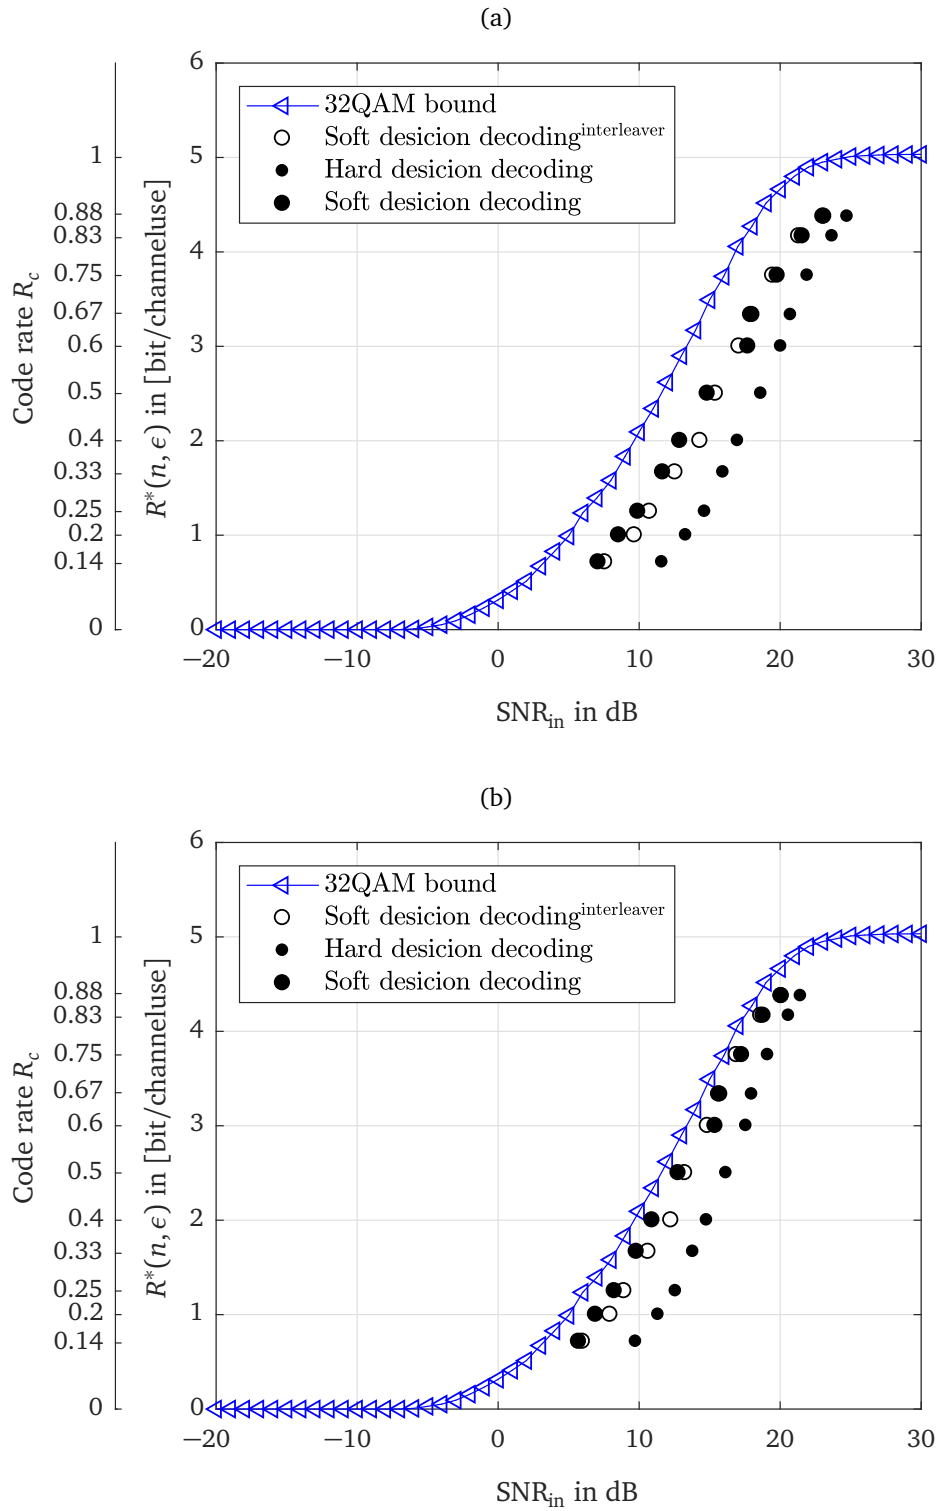 (a)
6
5
4
3
2
1
0
1
0.88
0.83
0.75
0.67
0.6
0.5
0.4
0.33
0.25
0.2
0.14
0
Code rate R_c
R*(n, ϵ) in [bit/channeluse]
32QAM bound
Soft desicion decoding^interleaver
Hard desicion decoding
Soft desicion decoding
−20 −10 0 10 20 30
SNR_in in dB
(b)
6
5
4
3
2
1
0
1
0.88
0.83
0.75
0.67
0.6
0.5
0.4
0.33
0.25
0.2
0.14
0
Code rate R_c
R*(n, ϵ) in [bit/channeluse]
32QAM bound
Soft desicion decoding^interleaver
Hard desicion decoding
Soft desicion decoding
−20 −10 0 10 20 30
SNR_in in dB